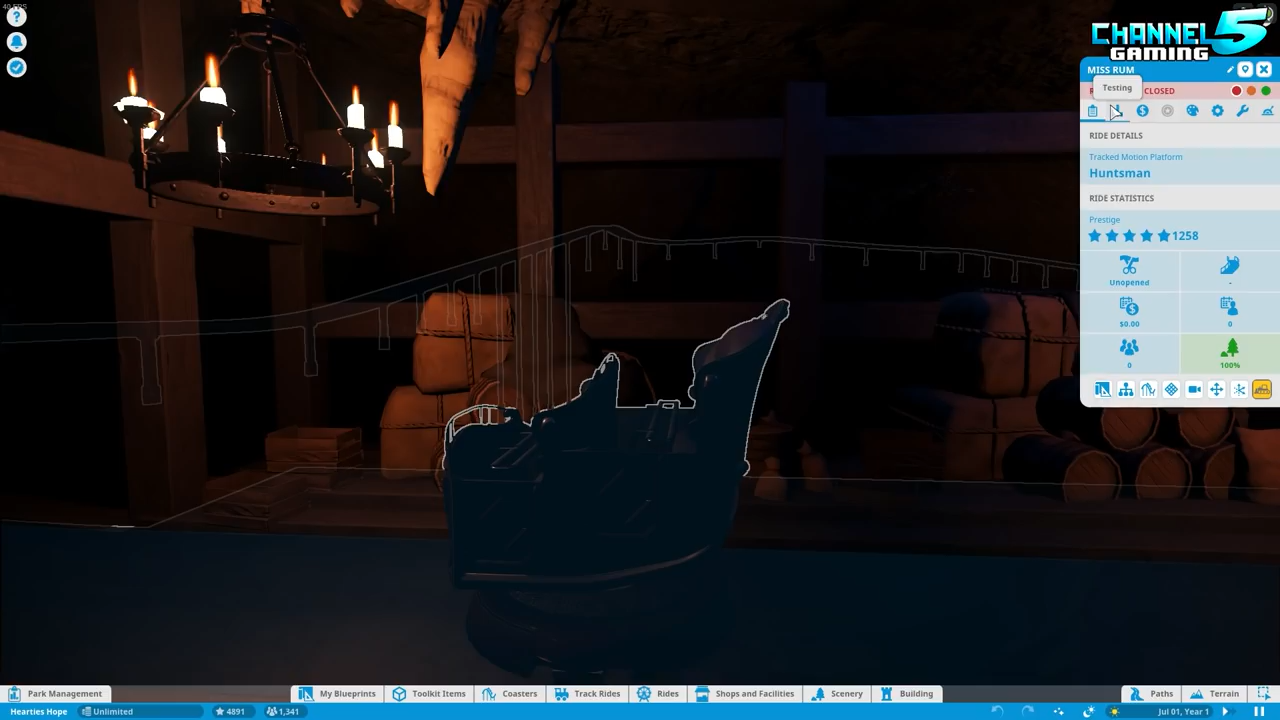 40 FPS
CHANNEL 5
GAMING
MISS RUM
Testing
CLOSED
RIDE DETAILS
Tracked Motion Platform
Huntsman
RIDE STATISTICS
Prestige
1258
Unopened
-
$0.00
0
0
100%
Park Management
My Blueprints
Toolkit Items
Coasters
Track Rides
Rides
Shops and Facilities
Scenery
Building
Paths
Terrain
Hearties Hope
Unlimited
4891
1,341
Jul 01, Year 1